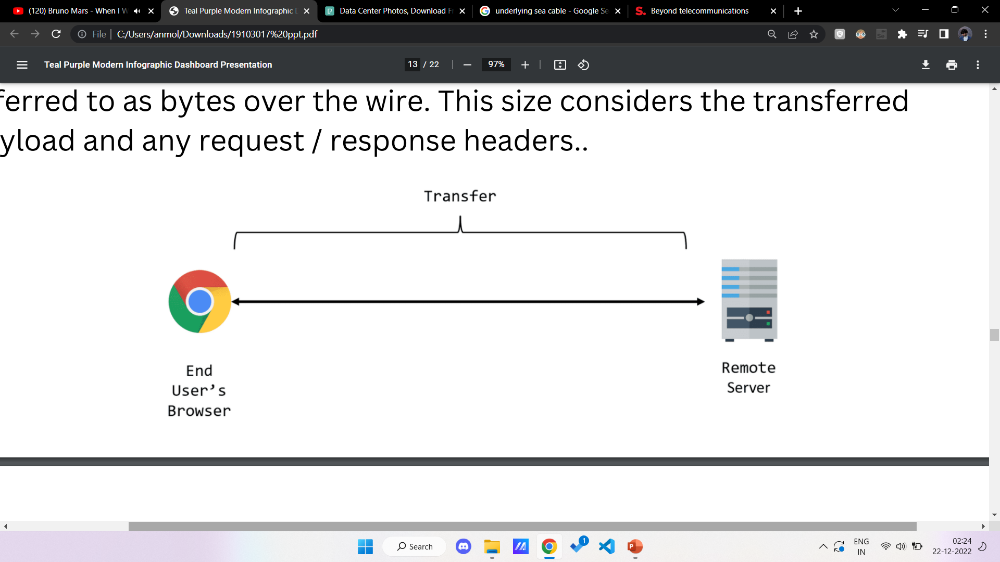 (120) Bruno Mars - When I W
Teal Purple Modern Infographic D
Data Center Photos, Download Fr
underlying sea cable - Google Se
S. Beyond telecommunications
File
C:/Users/anmol/Downloads/19103017%20ppt.pdf
Teal Purple Modern Infographic Dashboard Presentation
13 / 22
97%
ferred to as bytes over the wire. This size considers the transferred
yload and any request / response headers..
Transfer
End
User’s
Browser
Remote
Server
Search
1
ENG
IN
02:24
22-12-2022